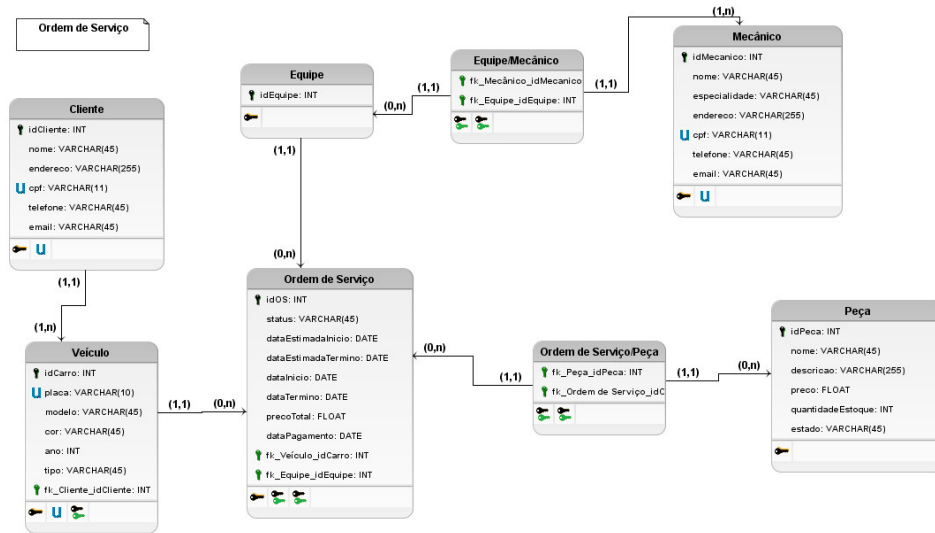 Ordem de Serviço
(1,n)
Mecânico
idMecanico: INT
nome: VARCHAR(45)
especialidade: VARCHAR(45)
endereco: VARCHAR(255)
cpf: VARCHAR(11)
telefone: VARCHAR(45)
email: VARCHAR(45)
Equipe/Mecânico
fk_Mecânico_idMecanico
fk_Equipe_idEquipe: INT
(1,1)
(1,1)
Equipe
idEquipe: INT
(0,n)
(1,1)
Cliente
idCliente: INT
nome: VARCHAR(45)
endereco: VARCHAR(255)
cpf: VARCHAR(11)
telefone: VARCHAR(45)
email: VARCHAR(45)
(1,1)
(1,n)
(0,n)
Ordem de Serviço
idOS: INT
status: VARCHAR(45)
dataEstimadaInicio: DATE
dataEstimadaTermino: DATE
dataInicio: DATE
dataTermino: DATE
precoTotal: FLOAT
dataPagamento: DATE
fk_Veículo_idCarro: INT
fk_Equipe_idEquipe: INT
Veículo
idCarro: INT
placa: VARCHAR(10)
modelo: VARCHAR(45)
cor: VARCHAR(45)
ano: INT
tipo: VARCHAR(45)
fk_Cliente_idCliente: INT
(1,1)
(0,n)
(0,n)
(1,1)
Ordem de Serviço/Peça
fk_Peça_idPeca: INT
fk_Ordem de Serviço_idO
(1,1)
(0,n)
Peça
idPeca: INT
nome: VARCHAR(45)
descricao: VARCHAR(255)
preco: FLOAT
quantidadeEstoque: INT
estado: VARCHAR(45)